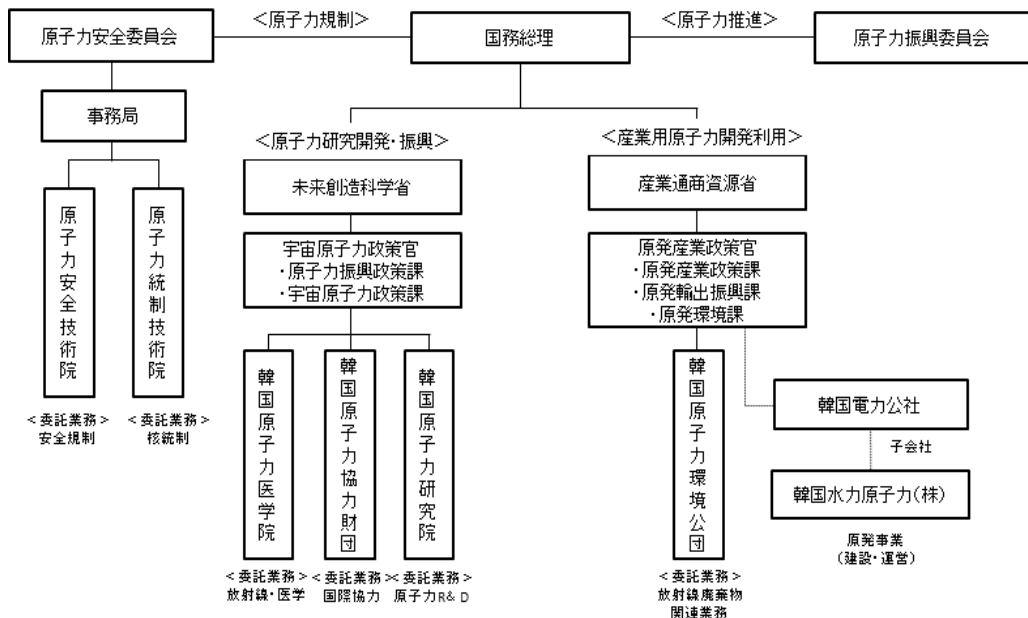 ＜原子力規制＞
＜原子力推進＞
原子力安全委員会
国務総理
原子力振興委員会
事務局
＜原子力研究開発・振興＞
＜産業用原子力開発利用＞
未来創造科学省
産業通商資源省
原子力安全技術院
原子力統制技術院
宇宙原子力政策官
・原子力振興政策課
・宇宙原子力政策課
原発産業政策官
・原発産業政策課
・原発輸出振興課
・原発環境課
＜委託業務＞
安全規制
＜委託業務＞
核統制
韓国原子力医学院
韓国原子力協力財団
韓国原子力研究院
韓国原子力環境公団
韓国電力公社
子会社
韓国水力原子力(株)
原発事業
(建設・運営)
＜委託業務＞
放射線・医学
＜委託業務＞
国際協力
＜委託業務＞
原子力R&D
＜委託業務＞
放射線廃棄物
関連業務